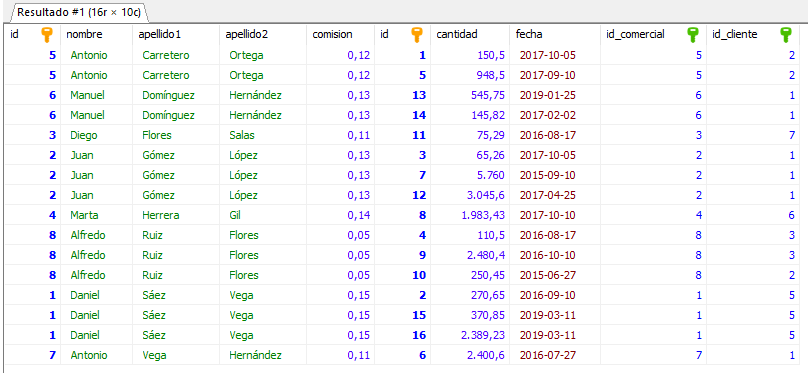 Resultado #1 (16r × 10c)
id nombre apellido1 apellido2 comision id cantidad fecha id_comercial id_cliente
5 Antonio Carretero Ortega 0,12 1 150,5 2017-10-05 5 2
5 Antonio Carretero Ortega 0,12 5 948,5 2017-09-10 5 2
6 Manuel Domínguez Hernández 0,13 13 545,75 2019-01-25 6 1
6 Manuel Domínguez Hernández 0,13 14 145,82 2017-02-02 6 1
3 Diego Flores Salas 0,11 11 75,29 2016-08-17 3 7
2 Juan Gómez López 0,13 3 65,26 2017-10-05 2 1
2 Juan Gómez López 0,13 7 5.760 2015-09-10 2 1
2 Juan Gómez López 0,13 12 3.045,6 2017-04-25 2 1
4 Marta Herrera Gil 0,14 8 1.983,43 2017-10-10 4 6
8 Alfredo Ruiz Flores 0,05 4 110,5 2016-08-17 8 3
8 Alfredo Ruiz Flores 0,05 9 2.480,4 2016-10-10 8 3
8 Alfredo Ruiz Flores 0,05 10 250,45 2015-06-27 8 2
1 Daniel Sáez Vega 0,15 2 270,65 2016-09-10 1 5
1 Daniel Sáez Vega 0,15 15 370,85 2019-03-11 1 5
1 Daniel Sáez Vega 0,15 16 2.389,23 2019-03-11 1 5
7 Antonio Vega Hernández 0,11 6 2.400,6 2016-07-27 7 1